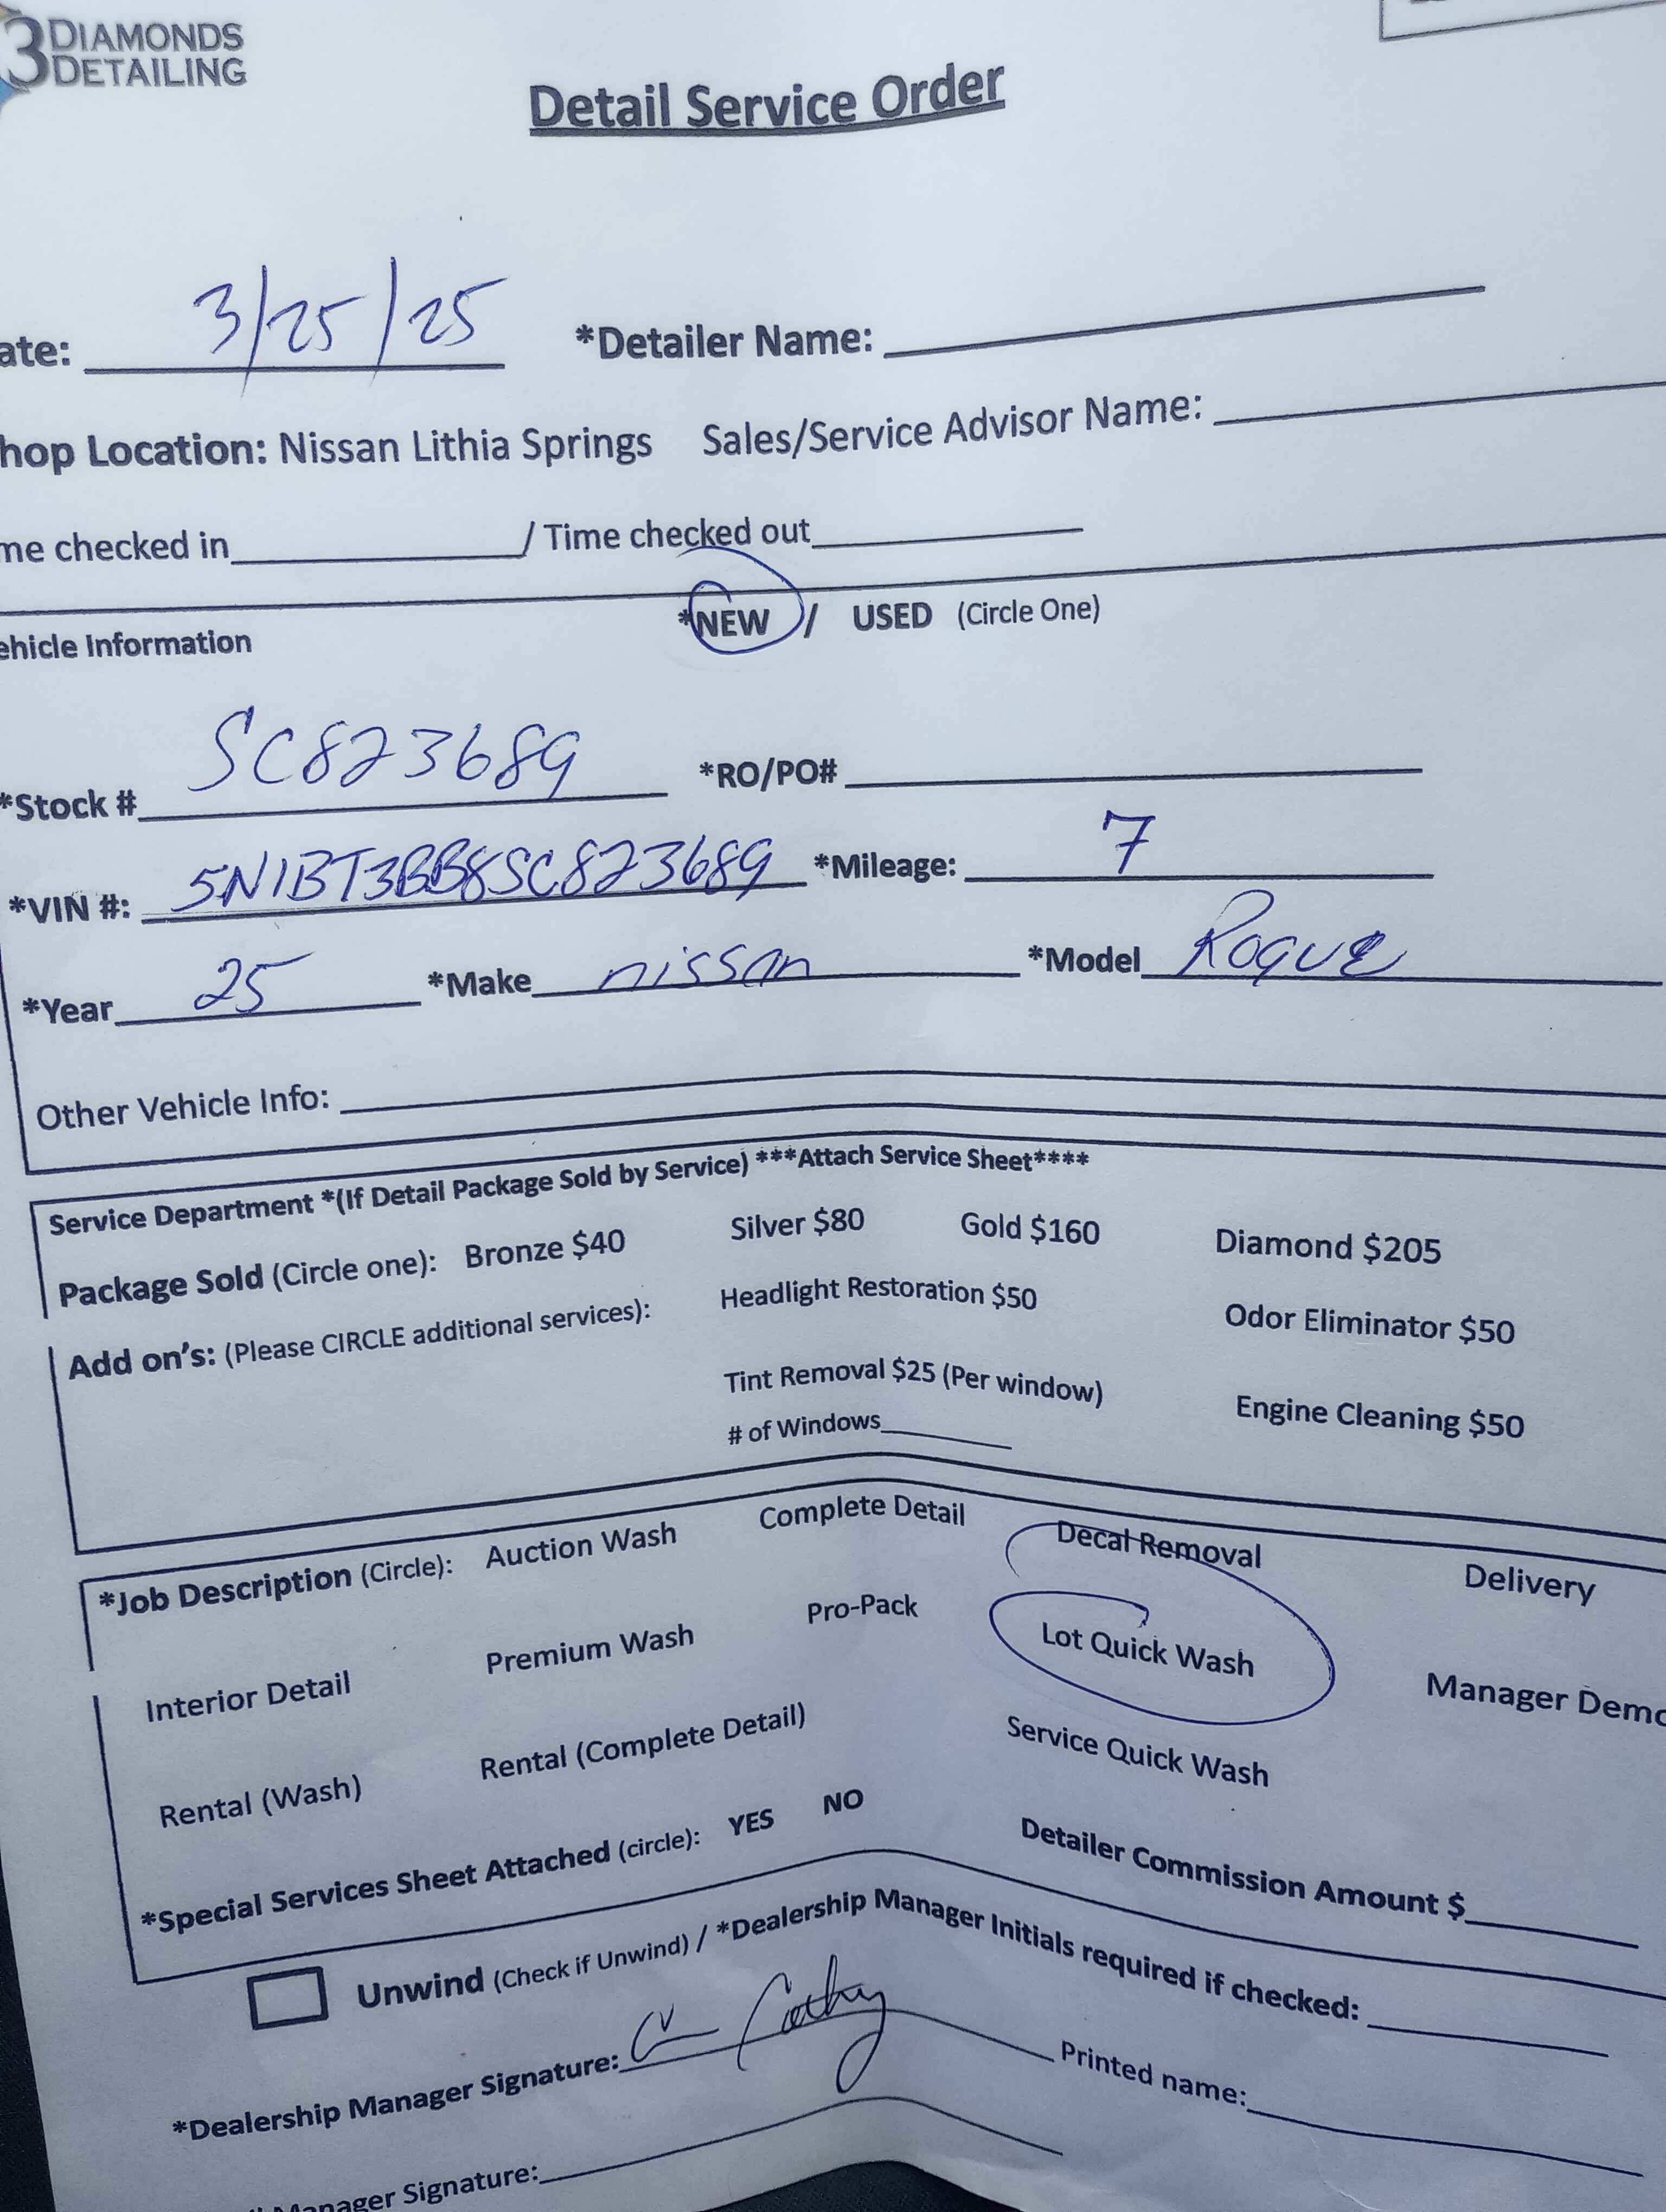 3 DIAMONDS
DETAILING
Detail Service Order
ate: 3/25/25 *Detailer Name:
hop Location: Nissan Lithia Springs Sales/Service Advisor Name:
me checked in / Time checked out
ehicle Information *NEW / USED (Circle One)
*Stock # SC823689 *RO/PO#
*VIN #: 5N1BT3BB8SC823689 *Mileage: 7
*Year 25 *Make nissan *Model Rogue
Other Vehicle Info:
Service Department *(If Detail Package Sold by Service) ***Attach Service Sheet****
Package Sold (Circle one): Bronze $40 Silver $80 Gold $160 Diamond $205
Add on's: (Please CIRCLE additional services): Headlight Restoration $50 Odor Eliminator $50
Tint Removal $25 (Per window) Engine Cleaning $50
# of Windows
*Job Description (Circle): Auction Wash Complete Detail Decal Removal Delivery
Interior Detail Premium Wash Pro-Pack Lot Quick Wash Manager Demo
Rental (Wash) Rental (Complete Detail) Service Quick Wash
*Special Services Sheet Attached (circle): YES NO Detailer Commission Amount $
Unwind (Check if Unwind) / *Dealership Manager Initials required if checked:
*Dealership Manager Signature: Printed name:
Manager Signature: